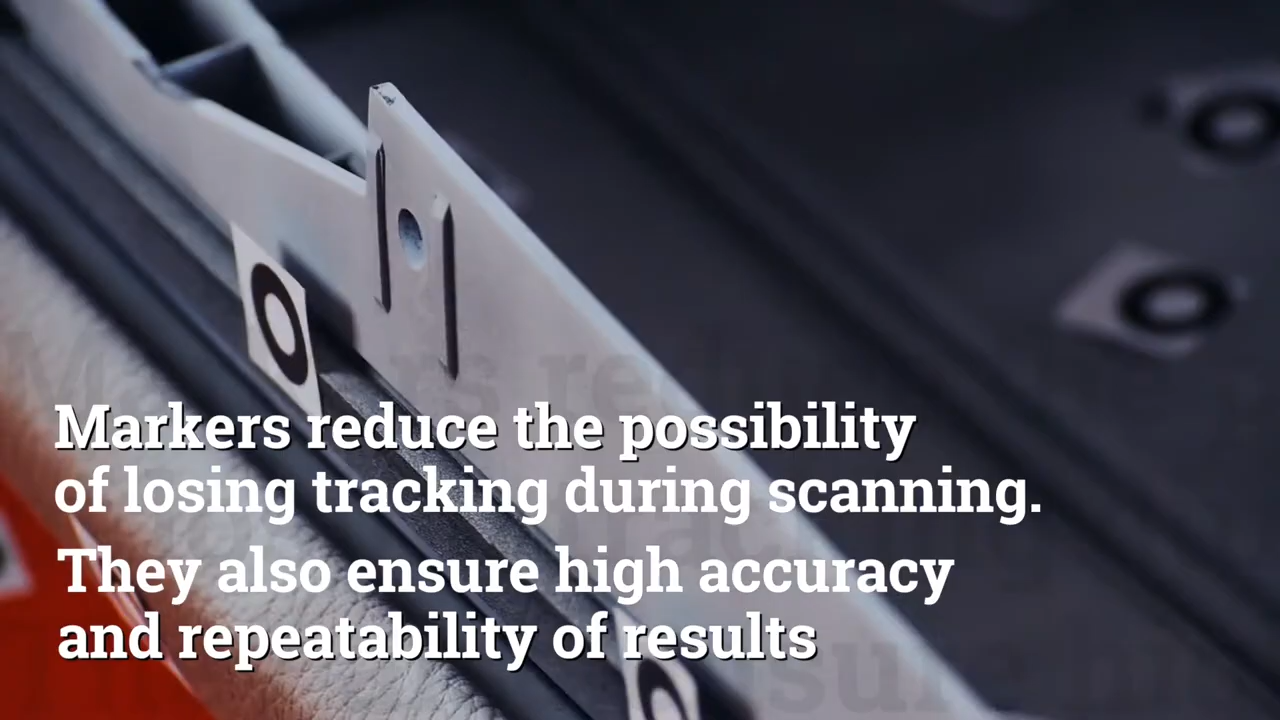 Markers reduce the possibility
of losing tracking during scanning.
They also ensure high accuracy
and repeatability of results